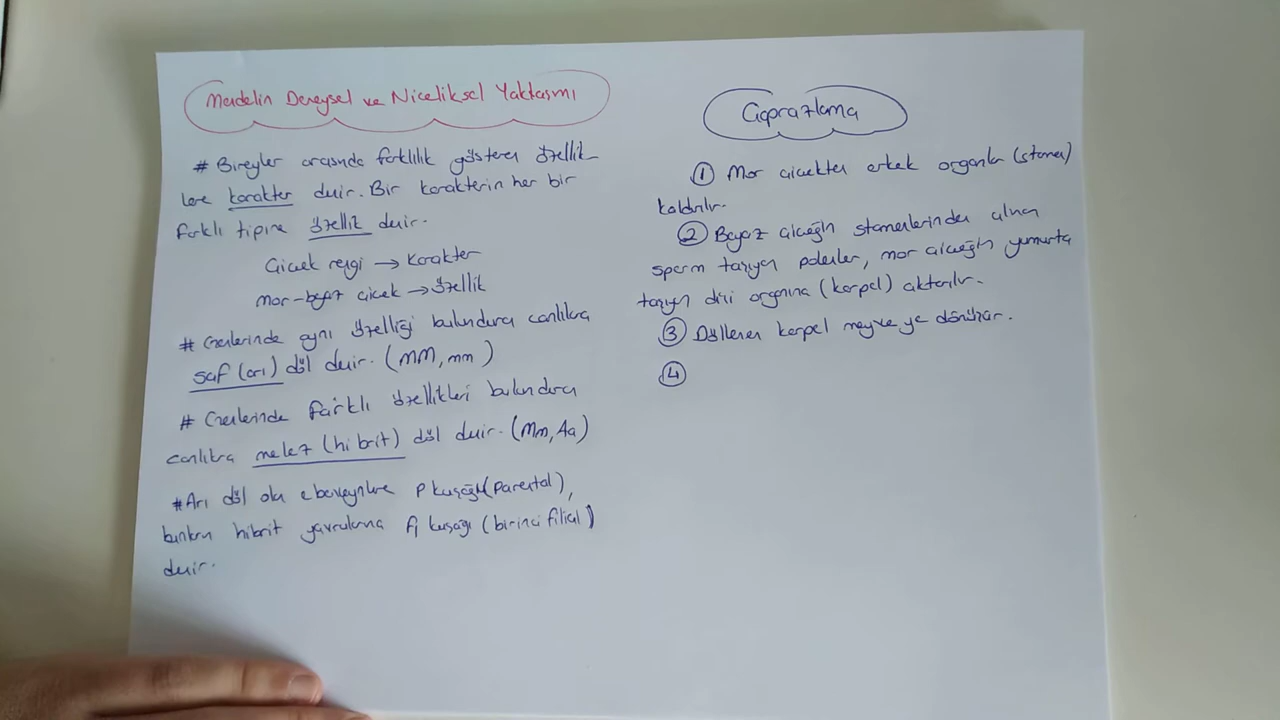 Mendelin Deneysel ve Niceliksel Yaklaşımı
# Bireyler arasında farklılık gösteren özellik
lere karakter denir. Bir karakterin her bir
farklı tipine özellik denir.
Çiçek rengi → karakter
mor-beyaz çiçek → özellik
# Genlerinde aynı özelliği bulunduran canlılara
saf (arı) döl denir. (MM, mm)
# Genlerinde farklı özellikleri bulunduran
canlılara melez (hibrit) döl denir. (Mm, Aa)
# Arı döl olan ebeveynlere P kuşağı (parental),
bunların hibrit yavrularına F₁ kuşağı (birinci filial)
denir.
Çaprazlama
① Mor çiçekten erkek organlar (stamen)
kaldırılır.
② Beyaz çiçeğin stamenlerinden alınan
sperm taşıyan polenler, mor çiçeğin yumurta
taşıyan dişi organına (karpel) aktarılır.
③ Döllenen karpel meyve ye dönüşür.
④